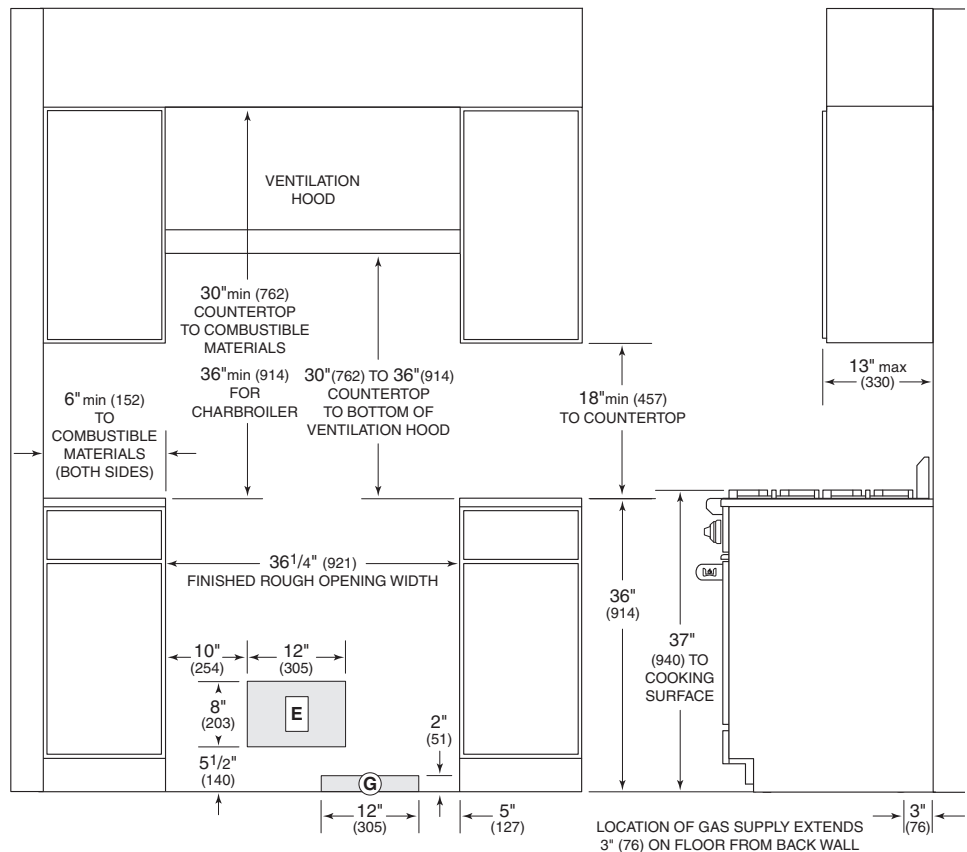 VENTILATION
HOOD
30" min (762)
COUNTERTOP
TO COMBUSTIBLE
MATERIALS
36" min (914)
FOR
CHARBROILER
30" (762) TO 36" (914)
COUNTERTOP
TO BOTTOM OF
VENTILATION HOOD
6" min (152)
TO
COMBUSTIBLE
MATERIALS
(BOTH SIDES)
18" min (457)
TO COUNTERTOP
13" max
(330)
36 1/4" (921)
FINISHED ROUGH OPENING WIDTH
36"
(914)
37"
(940) TO
COOKING
SURFACE
10"
(254)
12"
(305)
8"
(203)
E
5 1/2"
(140)
2"
(51)
G
12"
(305)
5"
(127)
3"
(76)
LOCATION OF GAS SUPPLY EXTENDS
3" (76) ON FLOOR FROM BACK WALL